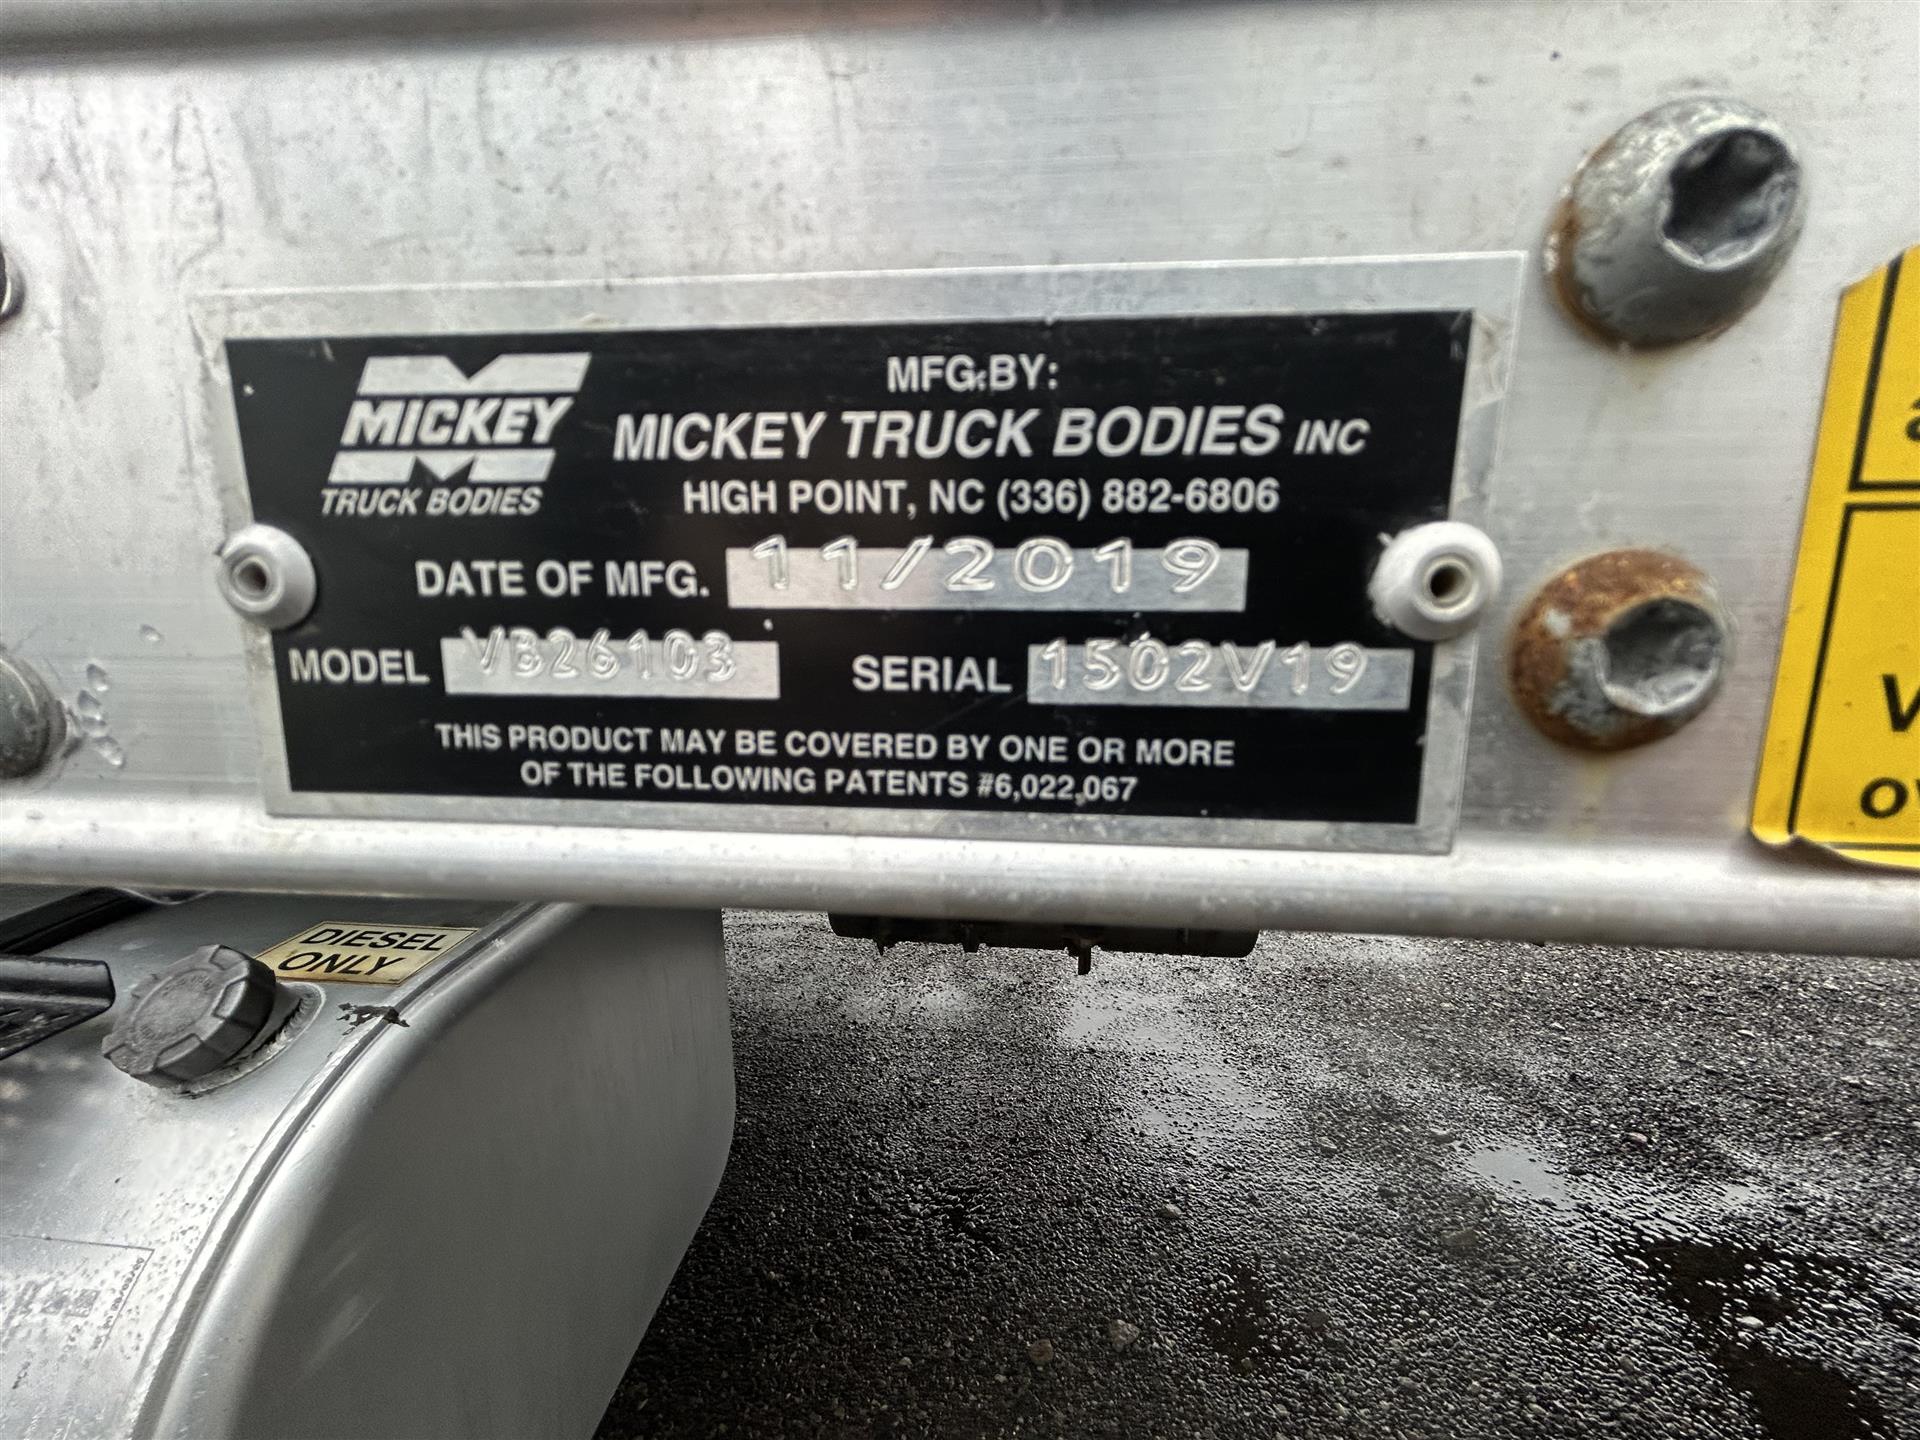 MICKEY
TRUCK BODIES
MFG. BY:
MICKEY TRUCK BODIES INC
HIGH POINT, NC (336) 882-6806
DATE OF MFG. 11/2019
MODEL VB26103 SERIAL 1502V19
THIS PRODUCT MAY BE COVERED BY ONE OR MORE
OF THE FOLLOWING PATENTS #6,022,067
DIESEL
ONLY